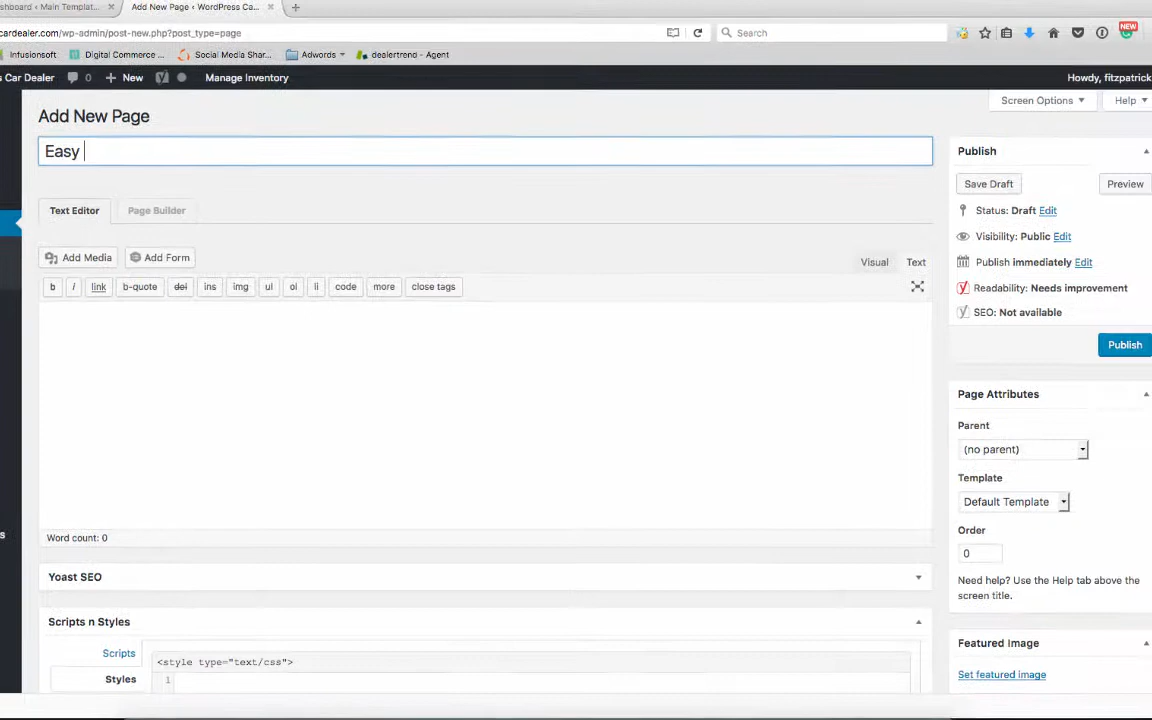 shboard ‹ Main Templat...
Add New Page ‹ WordPress Ca...
cardealer.com/wp-admin/post-new.php?post_type=page
Search
NEW
Infusionsoft
Digital Commerce ...
Social Media Shar...
Adwords
dealertrend - Agent
s Car Dealer
0
+ New
Manage Inventory
Howdy, fitzpatrick
Add New Page
Screen Options
Help
Easy
Publish
Save Draft
Preview
Text Editor
Page Builder
Status: Draft Edit
Visibility: Public Edit
Add Media
Add Form
Visual
Text
Publish immediately Edit
b
i
link
b-quote
del
ins
img
ul
ol
li
code
more
close tags
Readability: Needs improvement
SEO: Not available
Publish
Page Attributes
Parent
(no parent)
Template
Default Template
Order
0
Need help? Use the Help tab above the
screen title.
Word count: 0
Yoast SEO
Scripts n Styles
Scripts
Styles
<style type="text/css">
1
Featured Image
Set featured image
s